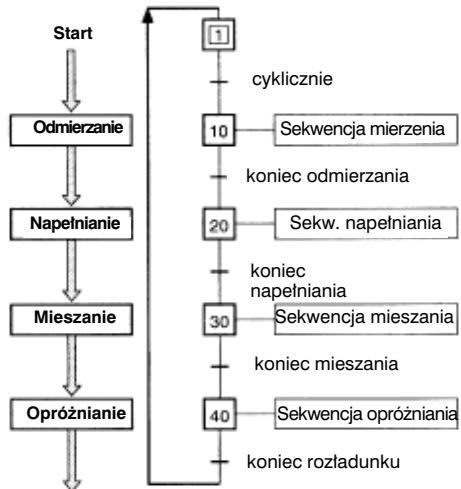 Start
Odmierzanie
Napełnianie
Mieszanie
Opróżnianie
1
cyklicznie
10
Sekwencja mierzenia
koniec odmierzania
20
Sekw. napełniania
koniec
napełniania
30
Sekwencja mieszania
koniec mieszania
40
Sekwencja opróżniania
koniec rozładunku